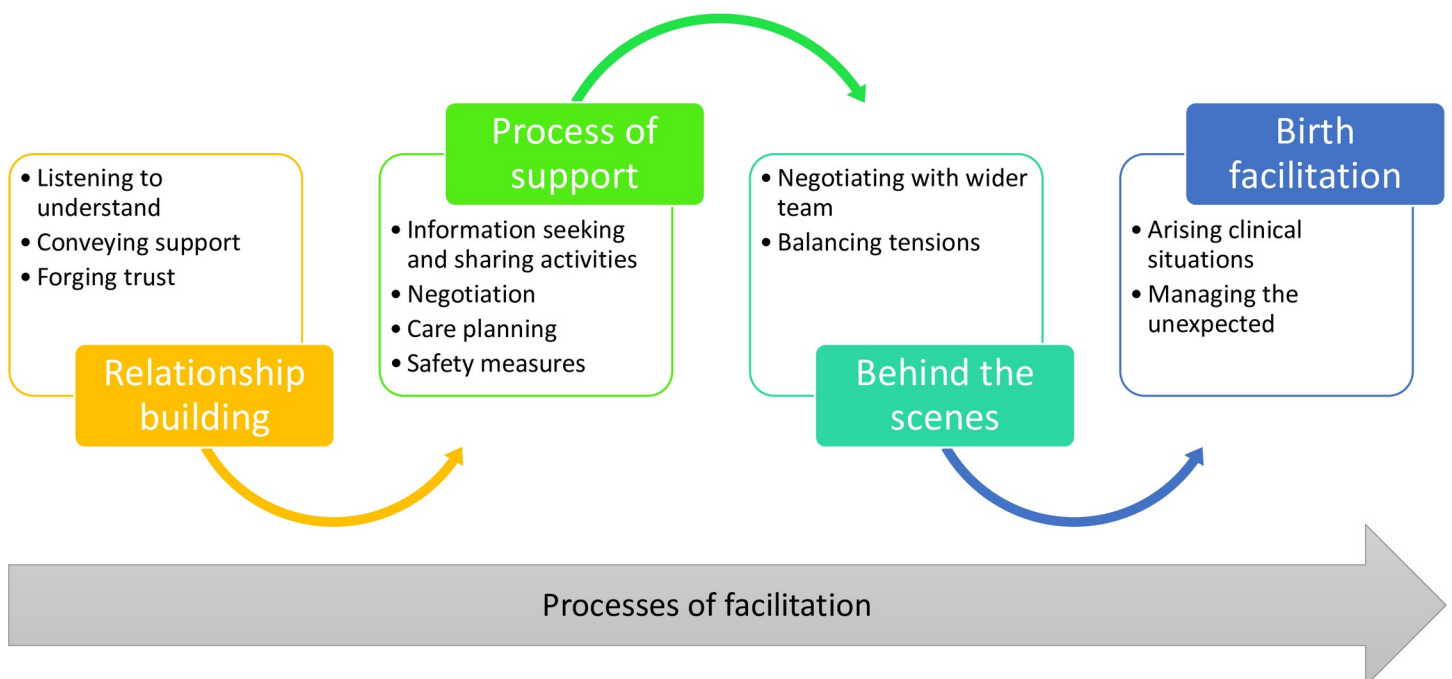 • Listening to
understand
• Conveying support
• Forging trust
Relationship
building
Process of
support
• Information seeking
and sharing activities
• Negotiation
• Care planning
• Safety measures
• Negotiating with wider
team
• Balancing tensions
Behind the
scenes
Birth
facilitation
• Arising clinical
situations
• Managing the
unexpected
Processes of facilitation